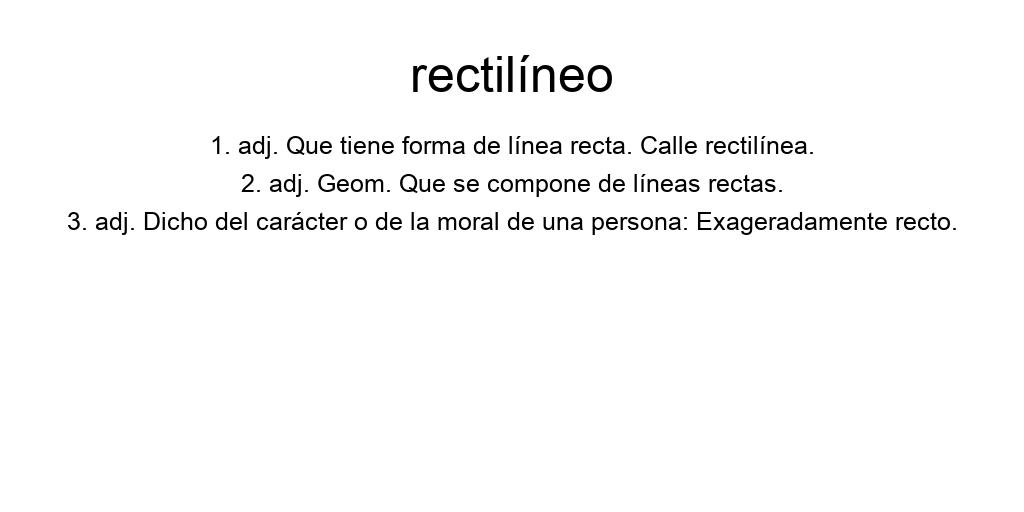 rectilíneo
1. adj. Que tiene forma de línea recta. Calle rectilínea.
2. adj. Geom. Que se compone de líneas rectas.
3. adj. Dicho del carácter o de la moral de una persona: Exageradamente recto.